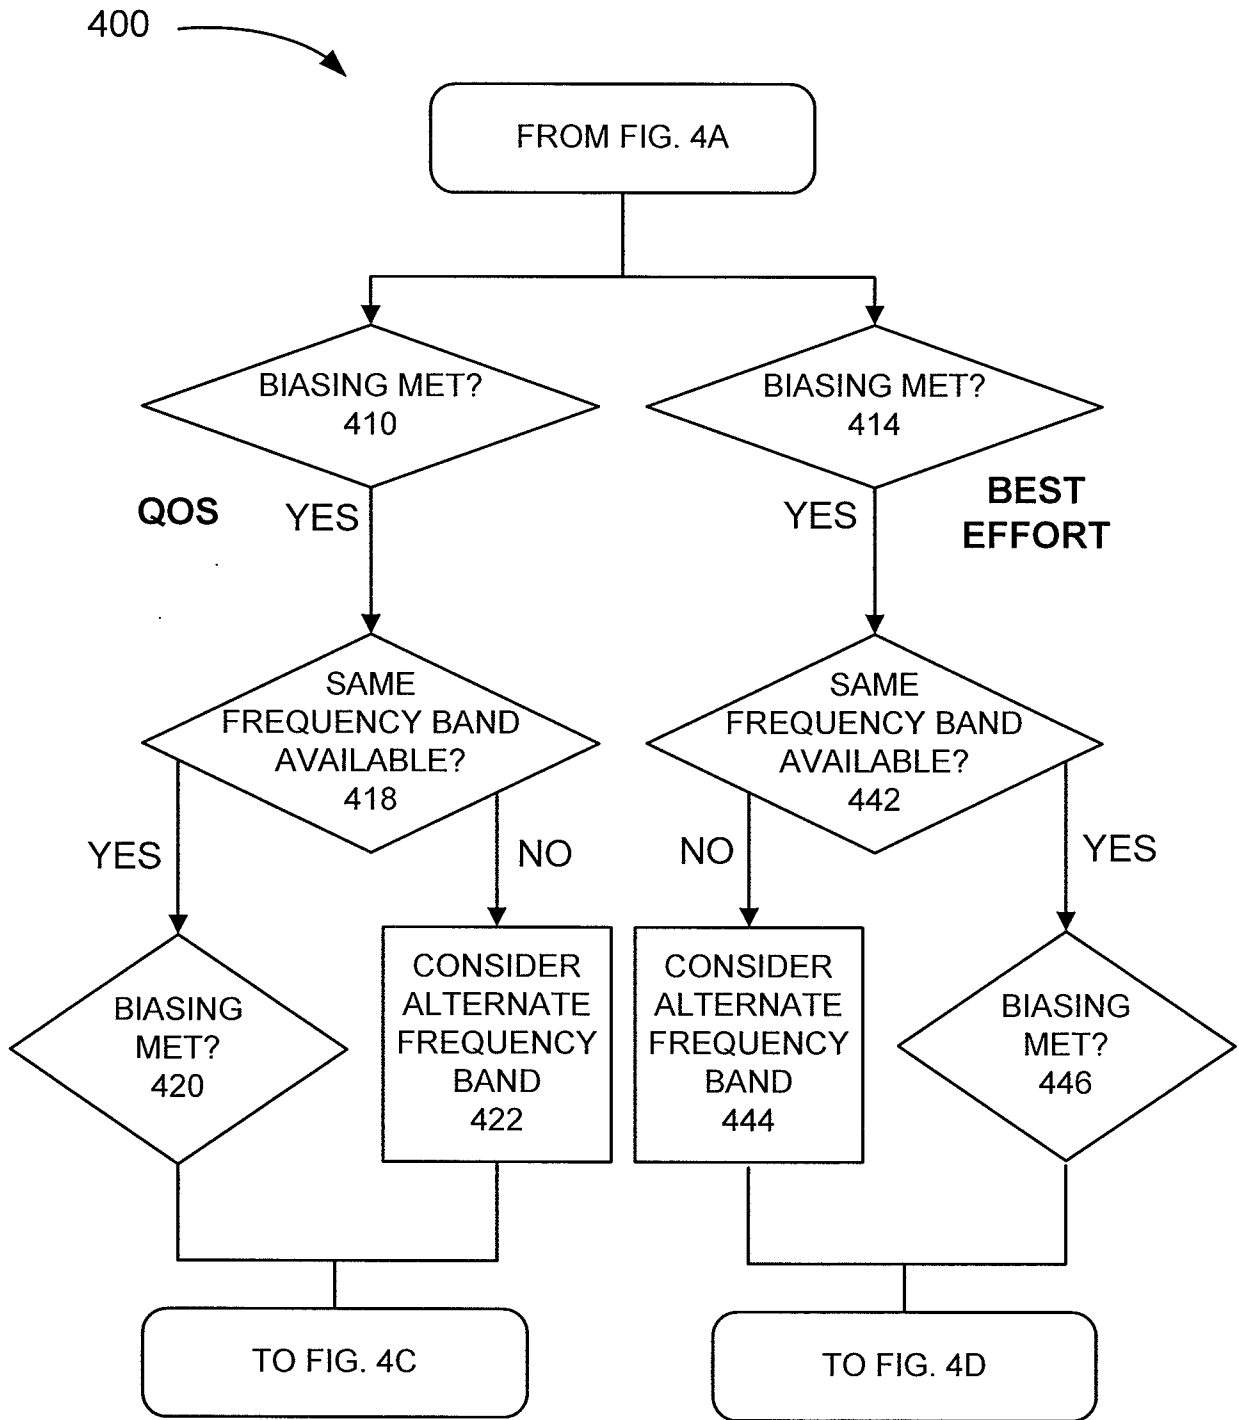 400
FROM FIG. 4A
BIASING MET?
410
BIASING MET?
414
QOS
YES
YES
BEST
EFFORT
SAME
FREQUENCY BAND
AVAILABLE?
418
SAME
FREQUENCY BAND
AVAILABLE?
442
YES
NO
NO
YES
BIASING
MET?
420
CONSIDER
ALTERNATE
FREQUENCY
BAND
422
CONSIDER
ALTERNATE
FREQUENCY
BAND
444
BIASING
MET?
446
TO FIG. 4C
TO FIG. 4D